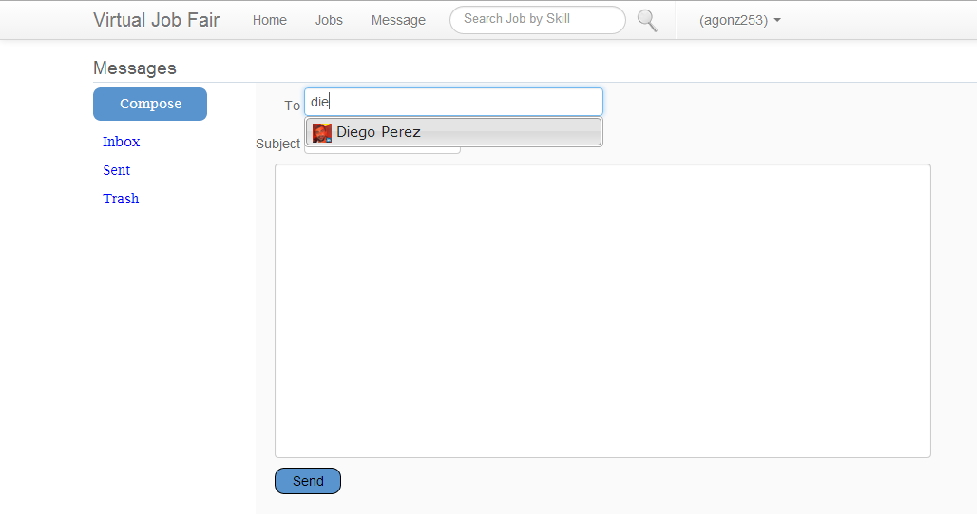 Virtual Job Fair Home Jobs Message Search Job by Skill (agonz253)
Messages
Compose
Inbox
Sent
Trash
To die
Diego Perez
Subject
Send